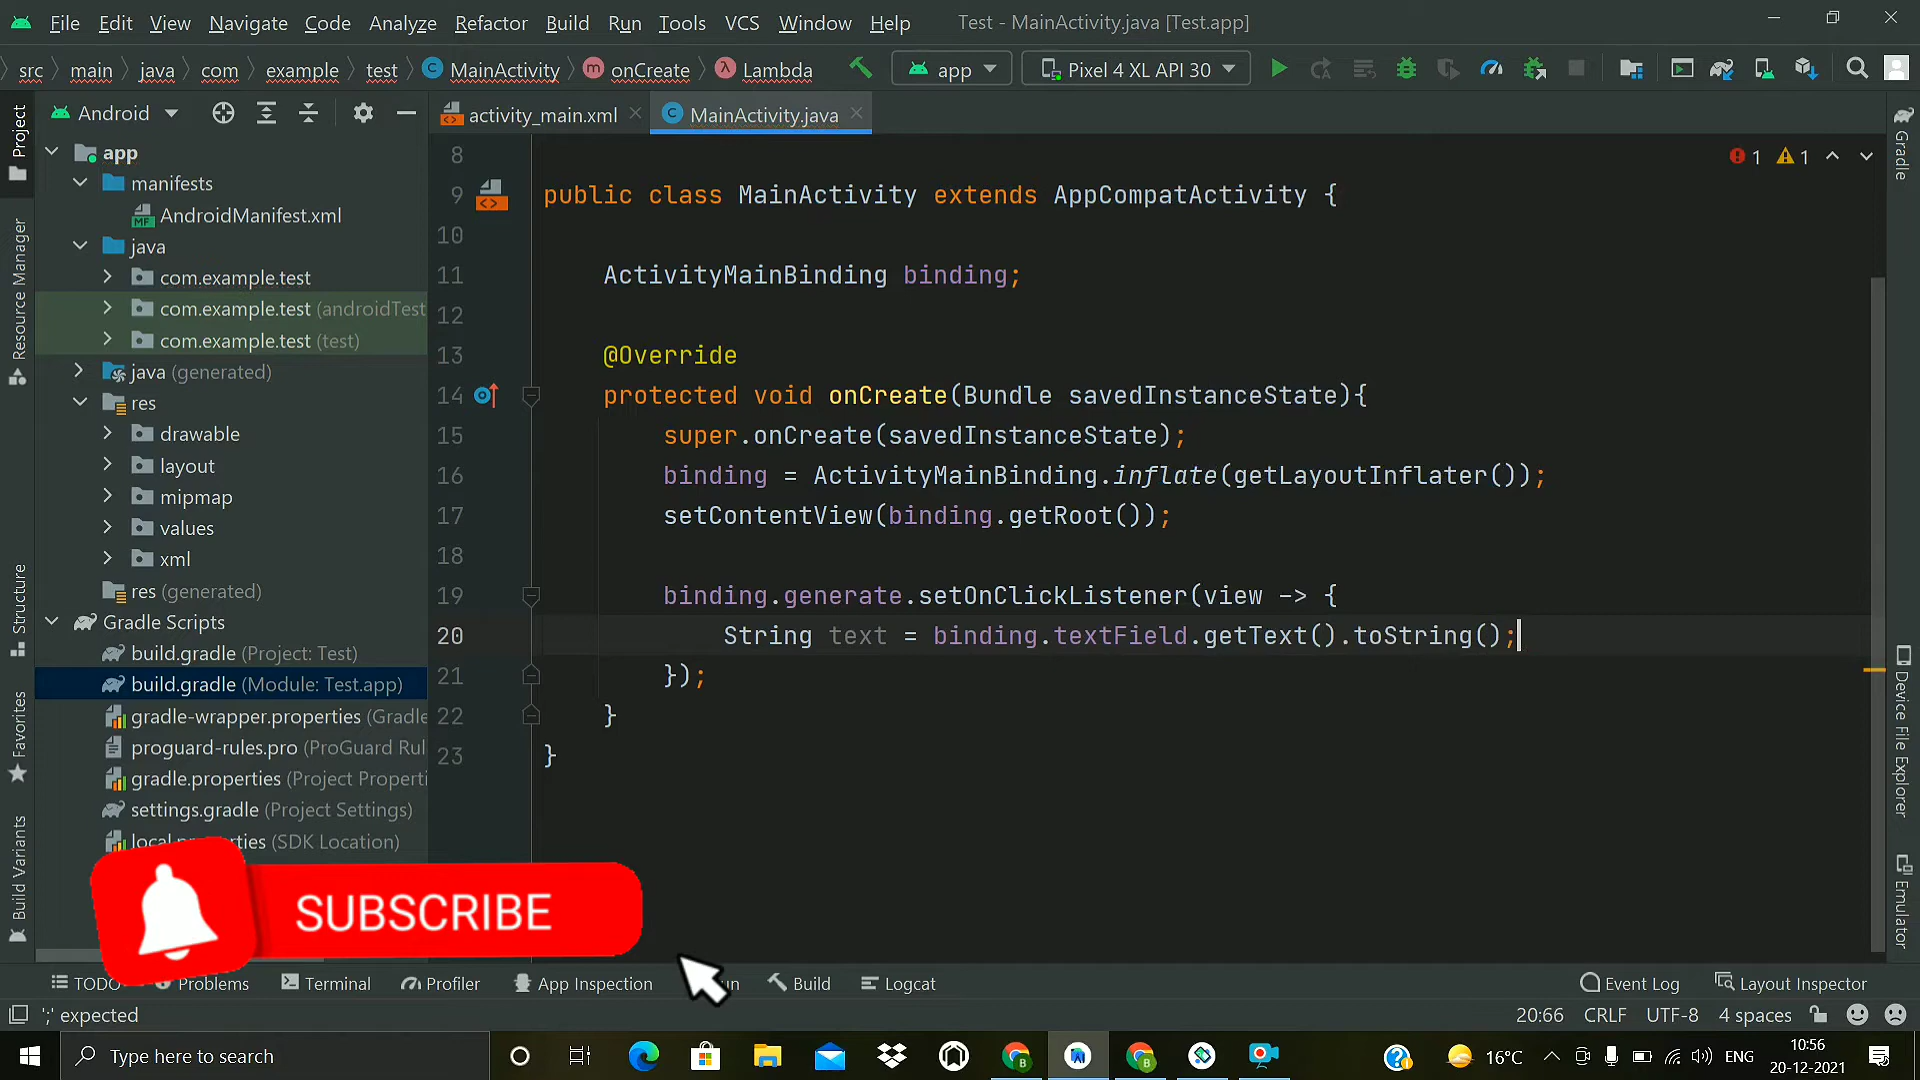 File Edit View Navigate Code Analyze Refactor Build Run Tools VCS Window Help Test - MainActivity.java [Test.app]
src main java com example test MainActivity onCreate Lambda app Pixel 4 XL API 30
Android
activity_main.xml MainActivity.java
Project
Resource Manager
Structure
Favorites
Build Variants
app
manifests
AndroidManifest.xml
java
com.example.test
com.example.test (androidTest
com.example.test (test)
java (generated)
res
drawable
layout
mipmap
values
xml
res (generated)
Gradle Scripts
build.gradle (Project: Test)
build.gradle (Module: Test.app)
gradle-wrapper.properties (Gradle
proguard-rules.pro (ProGuard Rul
gradle.properties (Project Properti
settings.gradle (Project Settings)
local.properties (SDK Location)
1 1
8
9 public class MainActivity extends AppCompatActivity {
10
11 ActivityMainBinding binding;
12
13 @Override
14 protected void onCreate(Bundle savedInstanceState){
15 super.onCreate(savedInstanceState);
16 binding = ActivityMainBinding.inflate(getLayoutInflater());
17 setContentView(binding.getRoot());
18
19 binding.generate.setOnClickListener(view -> {
20 String text = binding.textField.getText().toString();
21 });
22 }
23 }
Gradle
Device File Explorer
Emulator
SUBSCRIBE
TODO Problems Terminal Profiler App Inspection Build Logcat Event Log Layout Inspector
';' expected 20:66 CRLF UTF-8 4 spaces
Type here to search 16°C ENG 10:56
20-12-2021